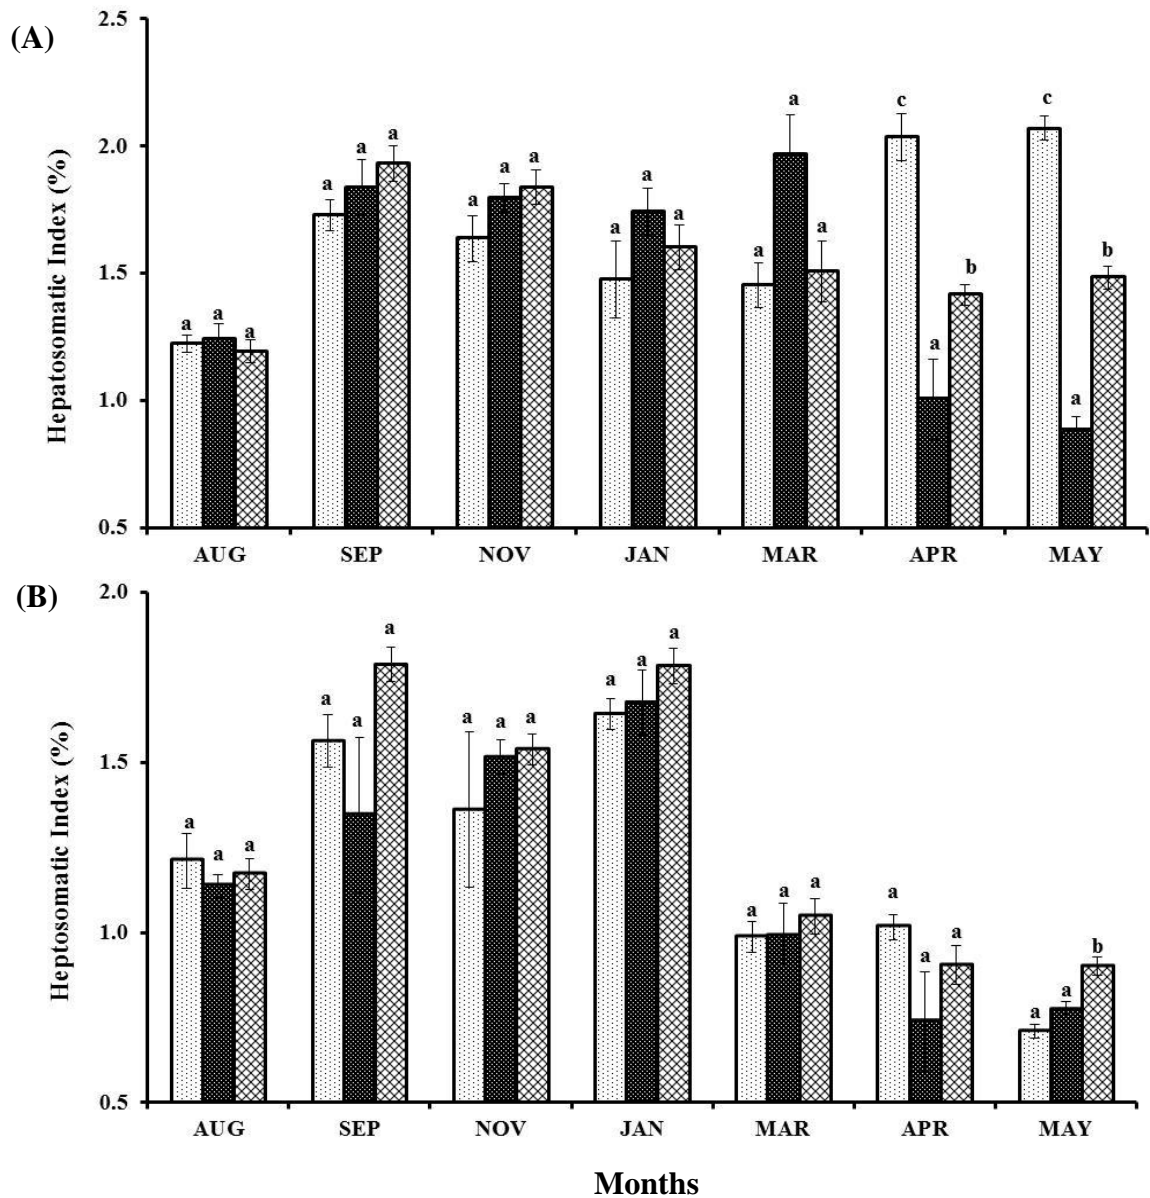 (A)
Hepatosomatic Index (%)
2.5
2.0
1.5
1.0
0.5
a a a
a a a
a a a
a a a
a a a
c a b
c a b
AUG SEP NOV JAN MAR APR MAY
(B)
Heptosomatic Index (%)
2.0
1.5
1.0
0.5
a a a
a a a
a a a
a a a
a a a
a a a
a a b
AUG SEP NOV JAN MAR APR MAY
Months